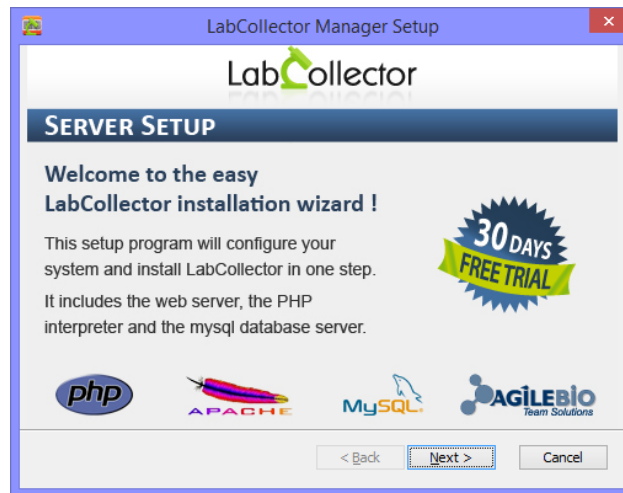 LabCollector Manager Setup
LabCollector
SERVER SETUP
Welcome to the easy
LabCollector installation wizard !
This setup program will configure your
system and install LabCollector in one step.
It includes the web server, the PHP
interpreter and the mysql database server.
30 DAYS
FREE TRIAL
php
APACHE
MySQL
AGILEBIO
Team Solutions
< Back
Next >
Cancel